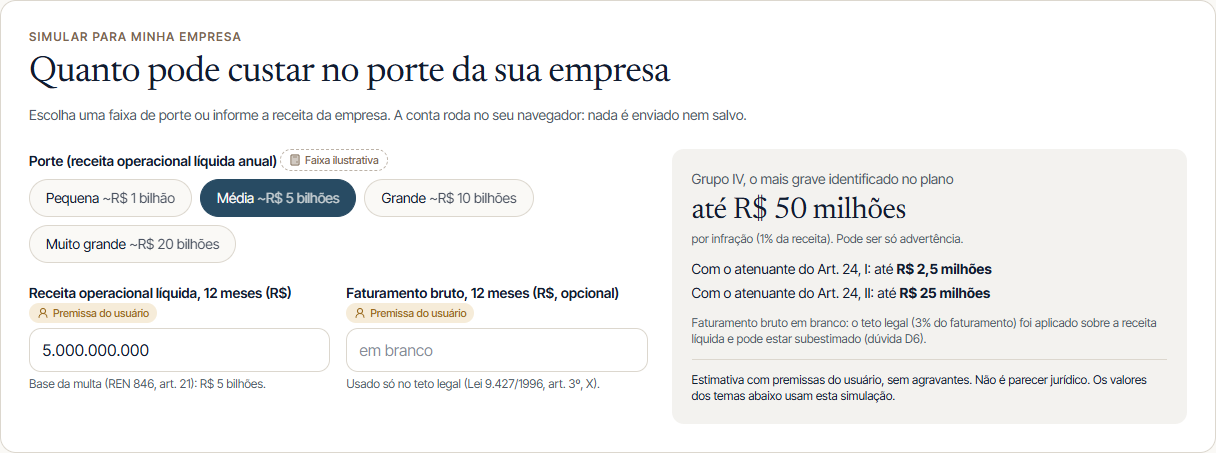 SIMULAR PARA MINHA EMPRESA
Quanto pode custar no porte da sua empresa
Escolha uma faixa de porte ou informe a receita da empresa. A conta roda no seu navegador: nada é enviado nem salvo.
Porte (receita operacional líquida anual) Faixa ilustrativa
Pequena ~R$ 1 bilhão
Média ~R$ 5 bilhões
Grande ~R$ 10 bilhões
Muito grande ~R$ 20 bilhões
Receita operacional líquida, 12 meses (R$)
Premissa do usuário
5.000.000.000
Base da multa (REN 846, art. 21): R$ 5 bilhões.
Faturamento bruto, 12 meses (R$, opcional)
Premissa do usuário
em branco
Usado só no teto legal (Lei 9.427/1996, art. 3º, X).
Grupo IV, o mais grave identificado no plano
até R$ 50 milhões
por infração (1% da receita). Pode ser só advertência.
Com o atenuante do Art. 24, I: até R$ 2,5 milhões
Com o atenuante do Art. 24, II: até R$ 25 milhões
Faturamento bruto em branco: o teto legal (3% do faturamento) foi aplicado sobre a receita
líquida e pode estar subestimado (dúvida D6).
Estimativa com premissas do usuário, sem agravantes. Não é parecer jurídico. Os valores
dos temas abaixo usam esta simulação.